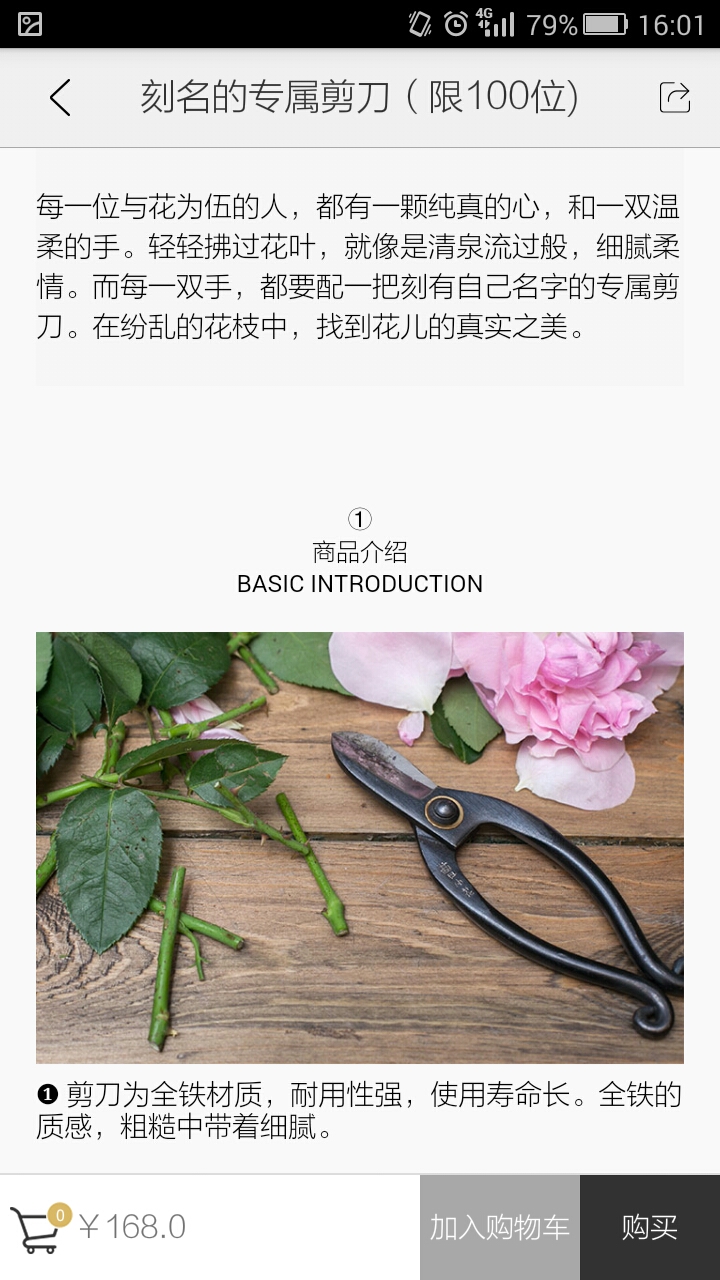 4G 79% 16:01
刻名的专属剪刀（限100位)
每一位与花为伍的人，都有一颗纯真的心，和一双温
柔的手。轻轻拂过花叶，就像是清泉流过般，细腻柔
情。而每一双手，都要配一把刻有自己名字的专属剪
刀。在纷乱的花枝中，找到花儿的真实之美。
①
商品介绍
BASIC INTRODUCTION
❶ 剪刀为全铁材质，耐用性强，使用寿命长。全铁的
质感，粗糙中带着细腻。
0 ￥168.0 加入购物车 购买